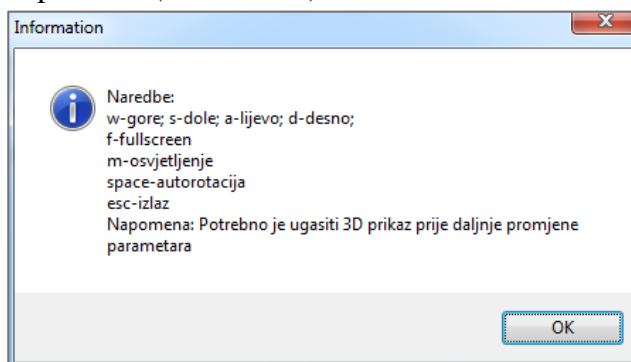 Information
Naredbe:
w-gore; s-dole; a-lijevo; d-desno;
f-fullscreen
m-osvjetljenje
space-autorotacija
esc-izlaz
Napomena: Potrebno je ugasiti 3D prikaz prije daljnje promjene
parametara
OK